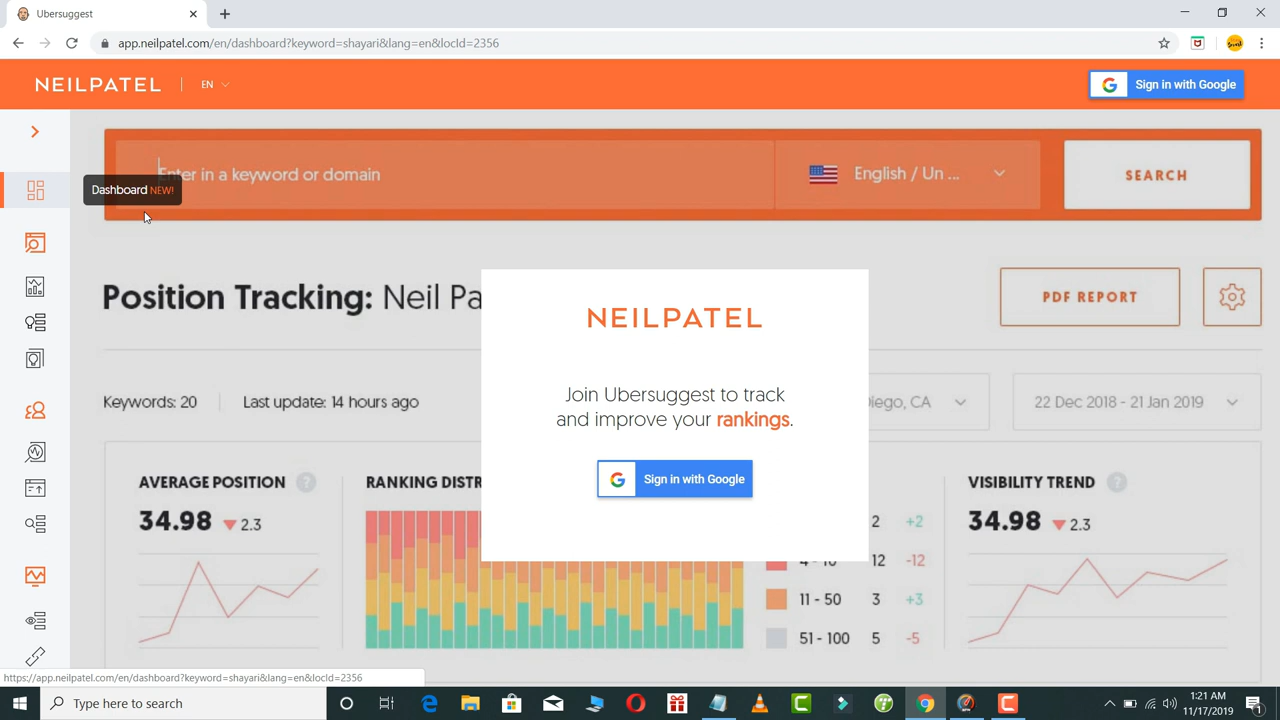 Ubersuggest
app.neilpatel.com/en/dashboard?keyword=shayari&lang=en&locId=2356
NEILPATEL
EN
Sign in with Google
Enter in a keyword or domain
English / Un ...
SEARCH
Dashboard NEW!
Position Tracking: Neil Pa
PDF REPORT
NEILPATEL
Join Ubersuggest to track
and improve your rankings.
Sign in with Google
Keywords: 20
Last update: 14 hours ago
Diego, CA
22 Dec 2018 - 21 Jan 2019
AVERAGE POSITION ?
34.98 2.3
RANKING DISTR
2 +2
4 - 10 12 -12
11 - 50 3 +3
51 - 100 5 -5
VISIBILITY TREND ?
34.98 2.3
https://app.neilpatel.com/en/dashboard?keyword=shayari&lang=en&locId=2356
Type here to search
1:21 AM
11/17/2019